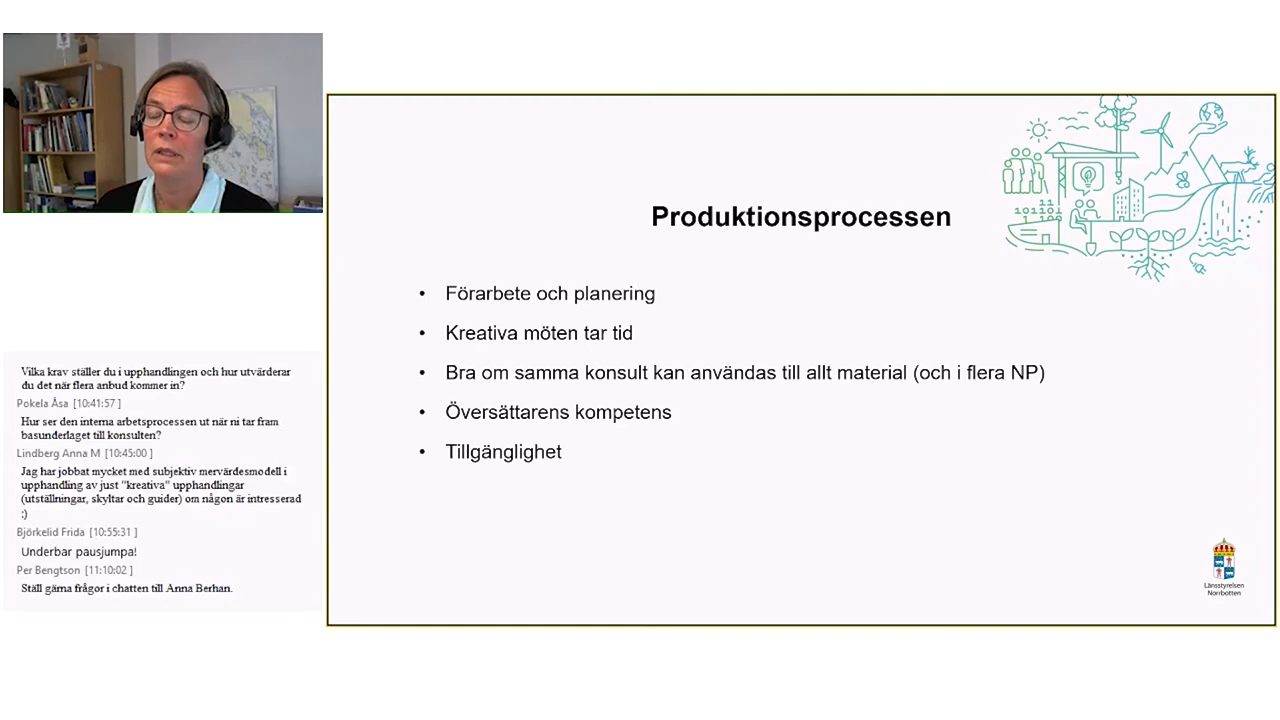 Vilka krav ställer du i upphandlingen och hur utvärderar
du det när flera anbud kommer in?
Pokela Åsa [10:41:57 ]
Hur ser den interna arbetsprocessen ut när ni tar fram
basunderlaget till konsulten?
Lindberg Anna M [10:45:00 ]
Jag har jobbat mycket med subjektiv mervärdesmodell i
upphandling av just "kreativa" upphandlingar
(utställningar, skyltar och guider) om någon är intresserad
:)
Björkelid Frida [10:55:31 ]
Underbar pausjumpa!
Per Bengtson [11:10:02 ]
Ställ gärna frågor i chatten till Anna Berhan.
Produktionsprocessen
• Förarbete och planering
• Kreativa möten tar tid
• Bra om samma konsult kan användas till allt material (och i flera NP)
• Översättarens kompetens
• Tillgänglighet
Länsstyrelsen
Norrbotten